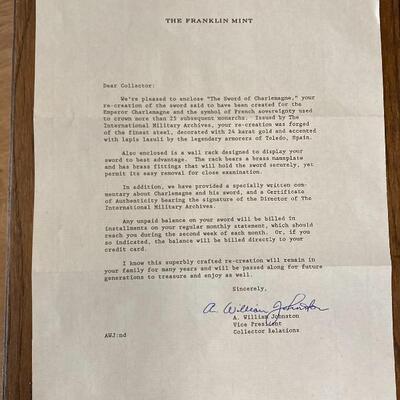 THE FRANKLIN MINT
Dear Collector:
We're pleased to enclose "The Sword of Charlemagne," your
re-creation of the sword said to have been created for the
Emperor Charlemagne and the symbol of French sovereignty used
to crown more than 25 subsequent monarchs. Issued by The
International Military Archives, your re-creation was forged
of the finest steel, decorated with 24 karat gold and accented
with lapis lazuli by the legendary armorers of Toledo, Spain.
Also enclosed is a wall rack designed to display your
sword to best advantage. The rack bears a brass nameplate
and has brass fittings that will hold the sword securely, yet
permit its easy removal for close examination.
In addition, we have provided a specially written com-
mentary about Charlemagne and his sword, and a Certificate
of Authenticity bearing the signature of the Director of The
International Military Archives.
Any unpaid balance on your sword will be billed in
installments on your regular monthly statement, which should
reach you during the second week of each month. Or, if you
so indicated, the balance will be billed directly to your
credit card.
I know this superbly crafted re-creation will remain in
your family for many years and will be passed along for future
generations to treasure and enjoy as well.
Sincerely,
A. William Johnston
A. William Johnston
Vice President
AWJ:nd Collector Relations